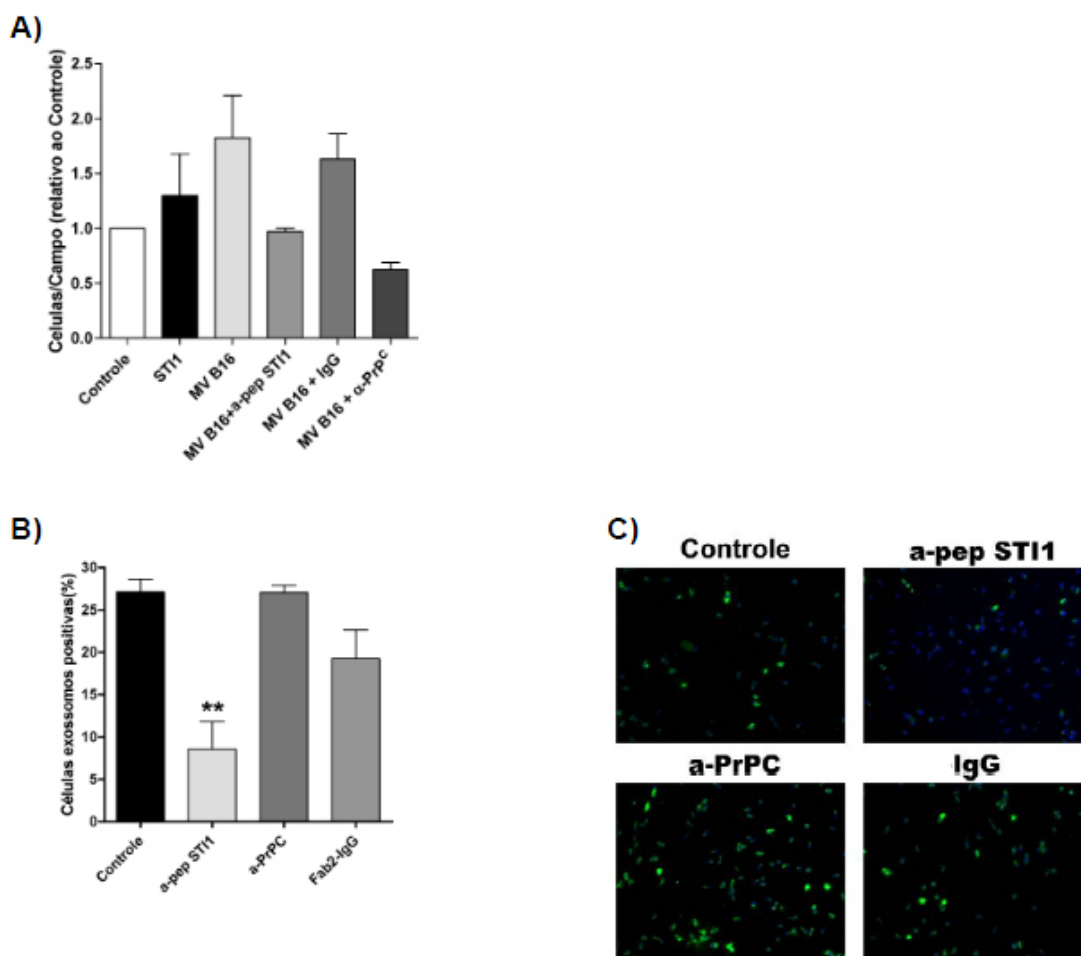 A)
Celulas/Campo (relativo ao Controle)
2.5
2.0
1.5
1.0
0.5
0.0
Controle
STI1
MV B16
MV B16+a-pep STI1
MV B16 + IgG
MV B16 + α-PrPᶜ
B)
Células exossomos positivas(%)
30
25
20
15
10
5
0
**
Controle
a-pep STI1
a-PrPC
Fab2-IgG
C)
Controle
a-pep STI1
a-PrPC
IgG